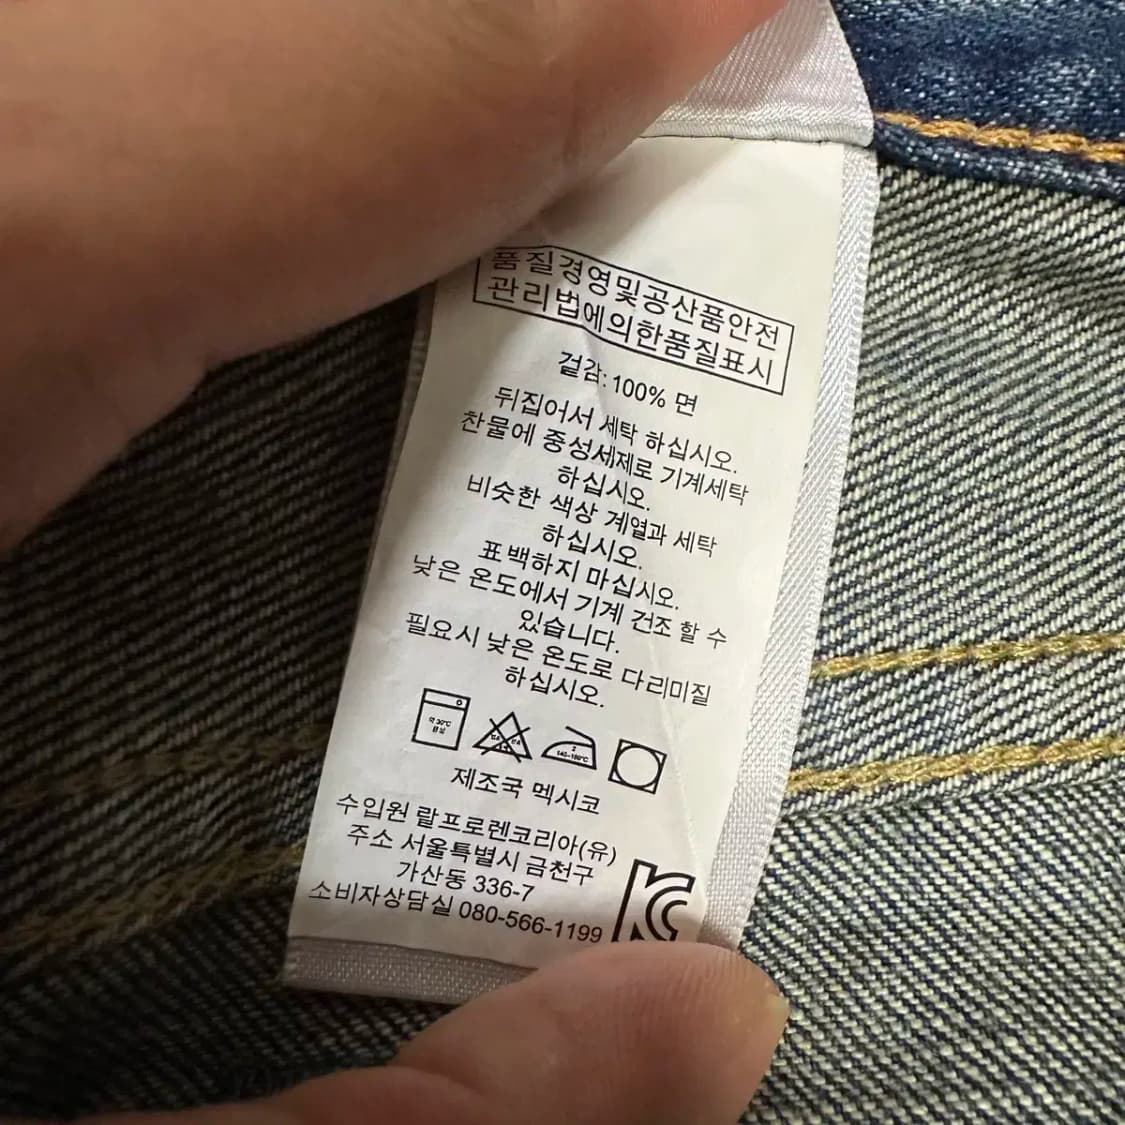 품질경영및공산품안전
관리법에의한품질표시
겉감: 100% 면
뒤집어서 세탁 하십시오.
찬물에 중성세제로 기계세탁
하십시오.
비슷한 색상 계열과 세탁
하십시오.
표백하지 마십시오.
낮은 온도에서 기계 건조 할 수
있습니다.
필요시 낮은 온도로 다리미질
하십시오.
약 30℃
2
140~160℃
제조국 멕시코
수입원 랄프로렌코리아(유)
주소 서울특별시 금천구
가산동 336-7
소비자상담실 080-566-1199
KC